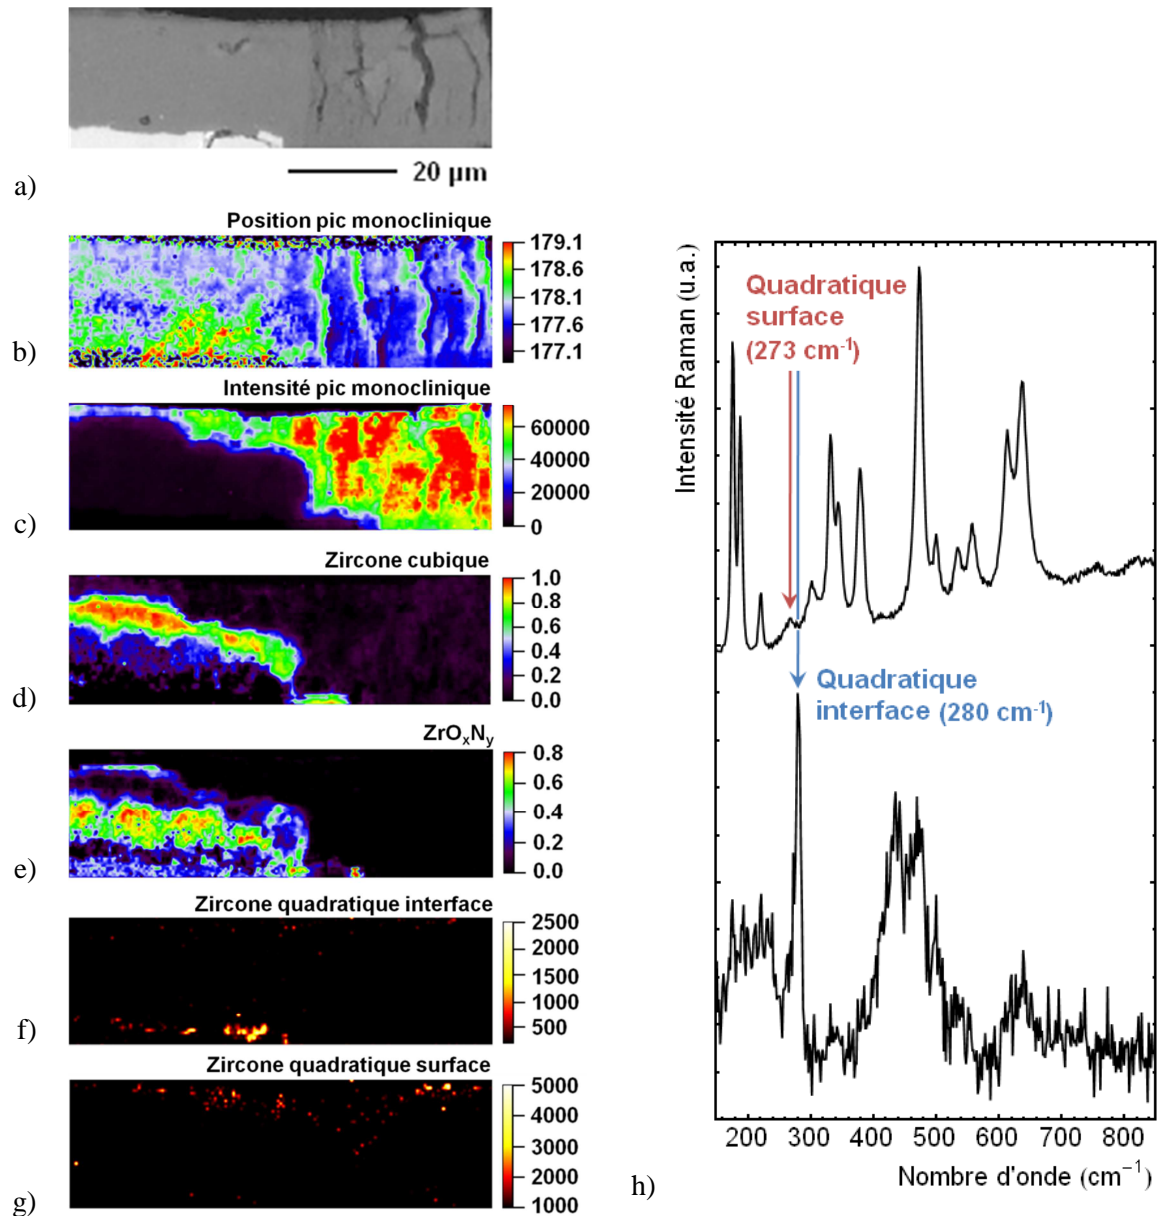 a)
20 µm
Position pic monoclinique
179.1
178.6
178.1
177.6
177.1
b)
Intensité pic monoclinique
60000
40000
20000
0
c)
Zircone cubique
1.0
0.8
0.6
0.4
0.2
0.0
d)
ZrOxNy
0.8
0.6
0.4
0.2
0.0
e)
Zircone quadratique interface
2500
2000
1500
1000
500
f)
Zircone quadratique surface
5000
4000
3000
2000
1000
g)
Intensité Raman (u.a.)
Quadratique
surface
(273 cm⁻¹)
Quadratique
interface (280 cm⁻¹)
200 300 400 500 600 700 800
Nombre d'onde (cm⁻¹)
h)